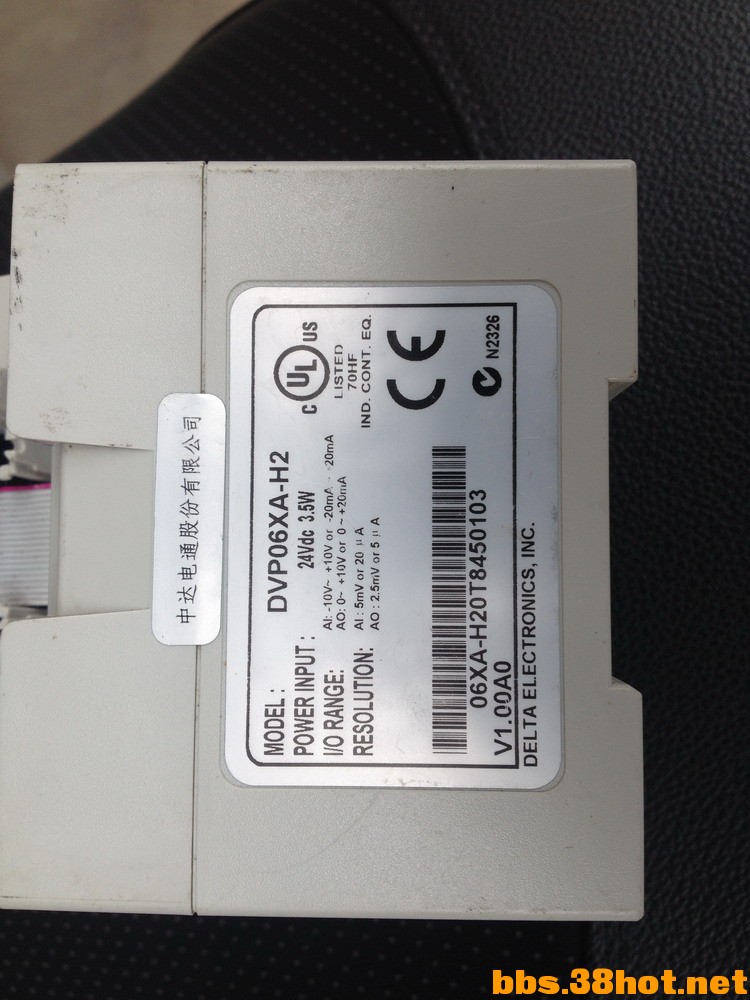 MODEL : DVP06XA-H2
POWER INPUT : 24Vdc 3.5W
I/O RANGE: AI: -10V~ +10V or -20mA~ +20mA
AO: 0~ +10V or 0~+20mA
RESOLUTION: AI : 5mV or 20 μA
AO : 2.5mV or 5 μA
C UL US
LISTED
70HF
IND. CONT. EQ.
CE
N2326
06XA-H20T8450103
V1.00A0
DELTA ELECTRONICS, INC.
中达电通股份有限公司
bbs.38hot.net